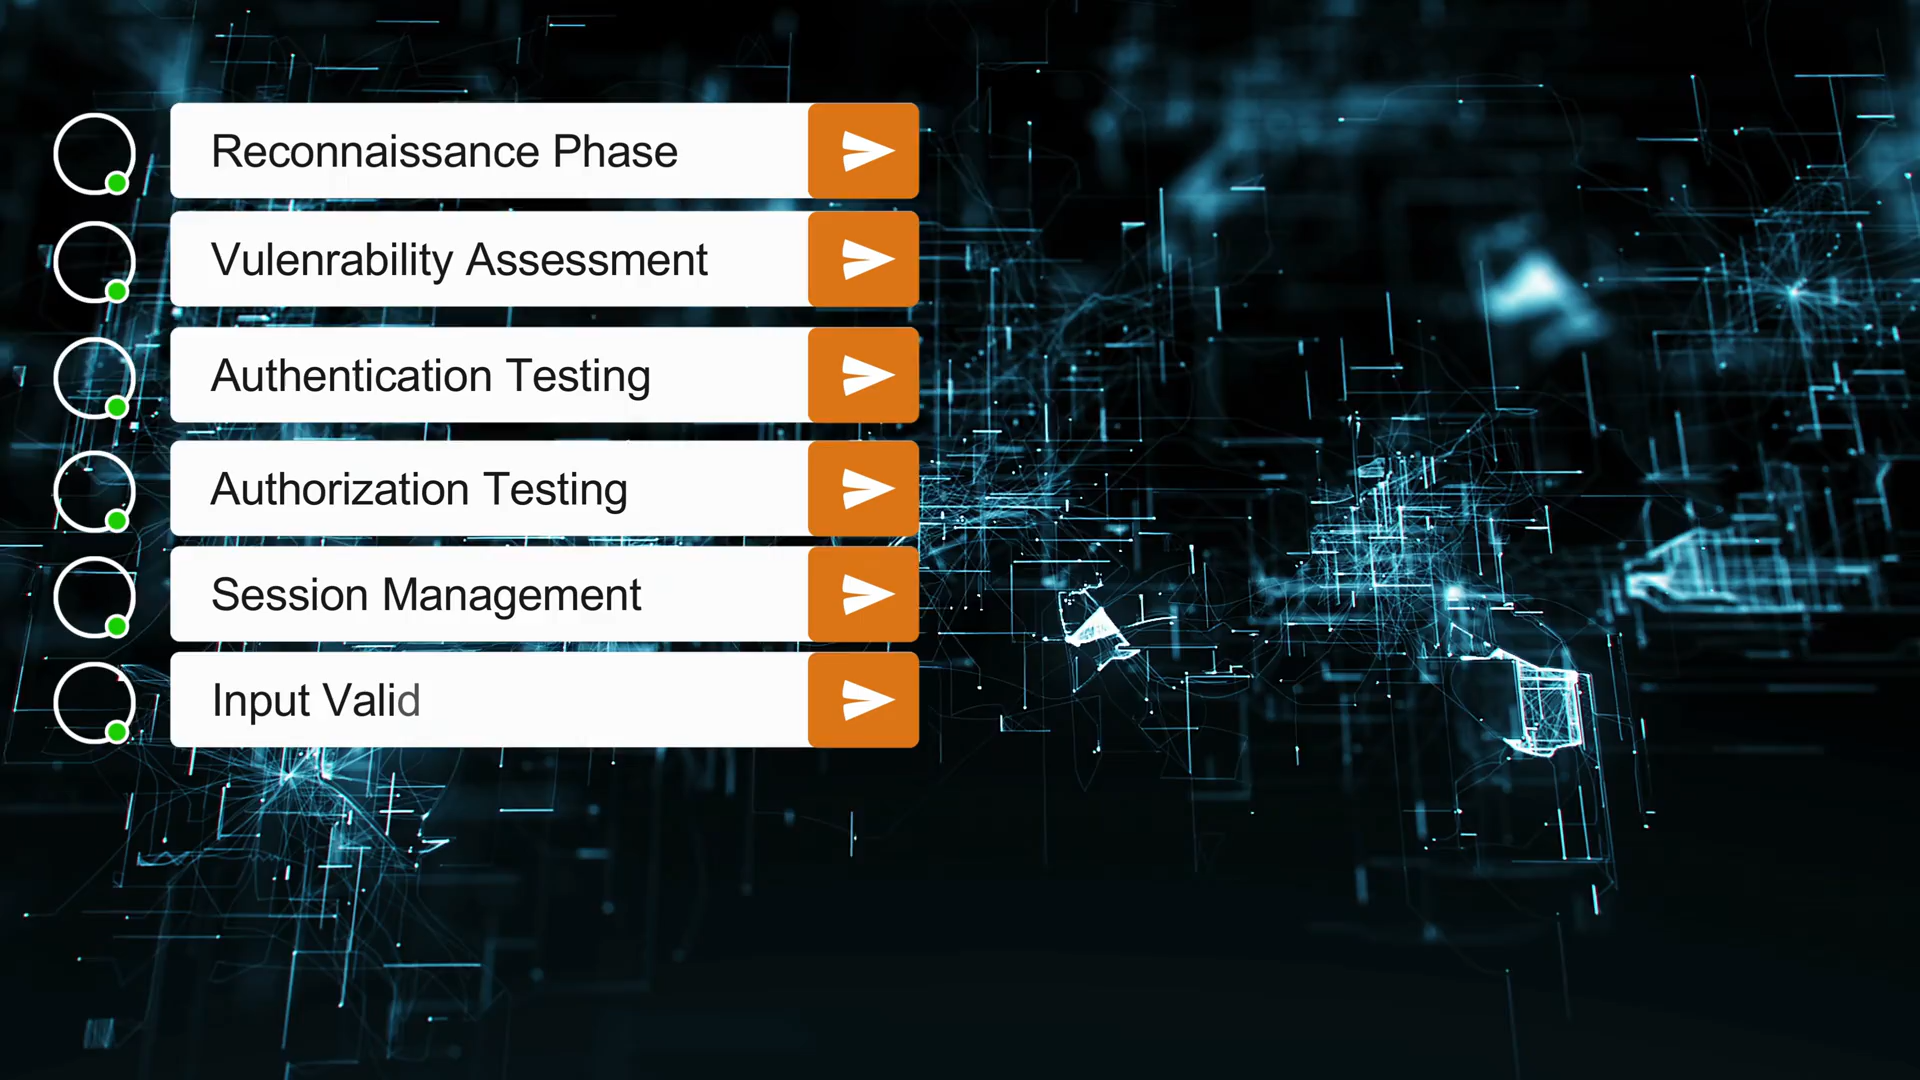 Reconnaissance Phase
Vulenrability Assessment
Authentication Testing
Authorization Testing
Session Management
Input Valid